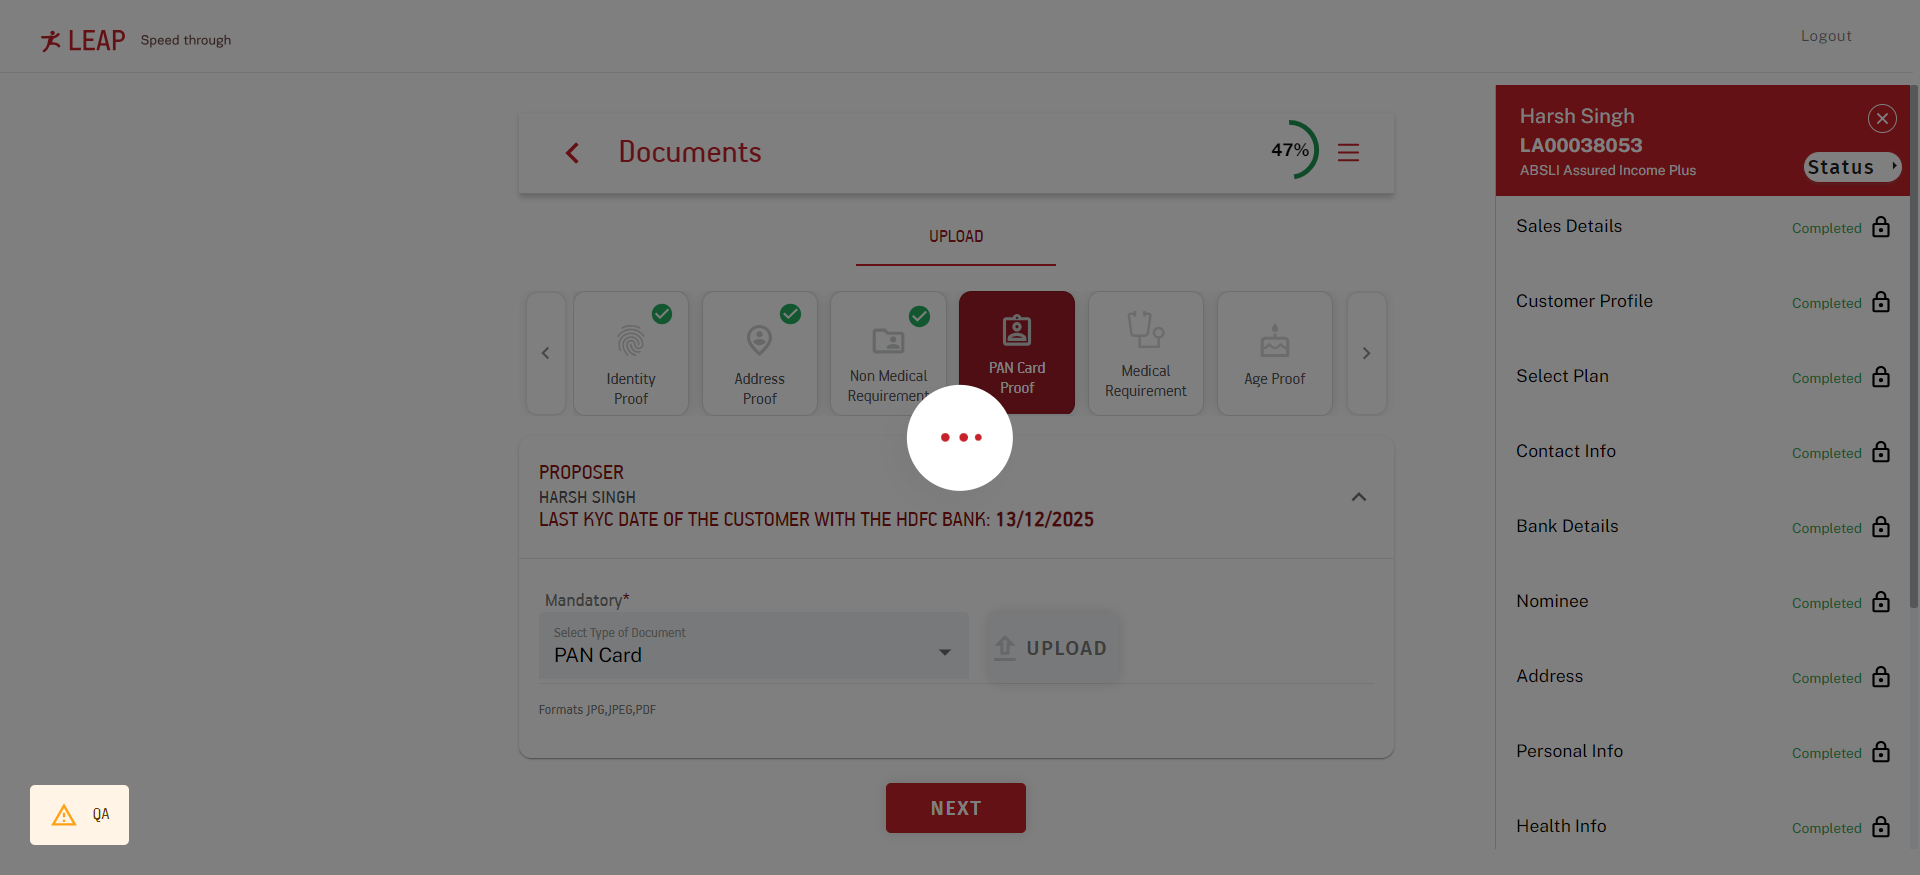 LEAP Speed through
Logout
Documents
47%
UPLOAD
Identity
Proof
Address
Proof
Non Medical
Requirement
PAN Card
Proof
Medical
Requirement
Age Proof
PROPOSER
HARSH SINGH
LAST KYC DATE OF THE CUSTOMER WITH THE HDFC BANK: 13/12/2025
Mandatory*
Select Type of Document
PAN Card
UPLOAD
Formats JPG,JPEG,PDF
NEXT
QA
Harsh Singh
LA00038053
ABSLI Assured Income Plus
Status
Sales Details Completed
Customer Profile Completed
Select Plan Completed
Contact Info Completed
Bank Details Completed
Nominee Completed
Address Completed
Personal Info Completed
Health Info Completed